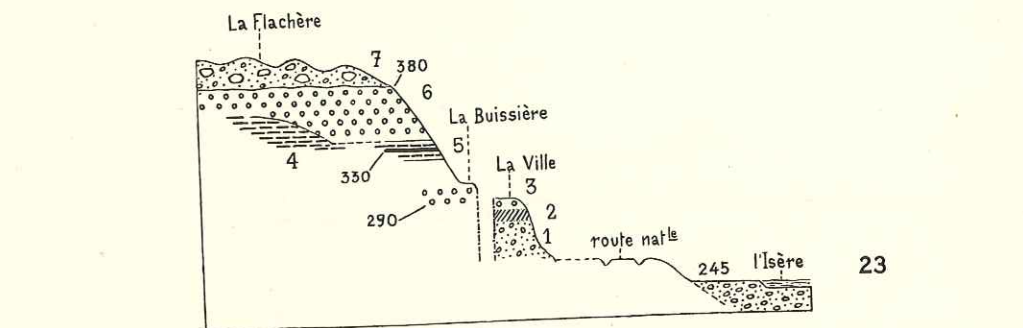 La Flachère
7
380
6
La Buissière
5
4
330
La Ville
3
290
2
1
route natle
245
l'Isère
23